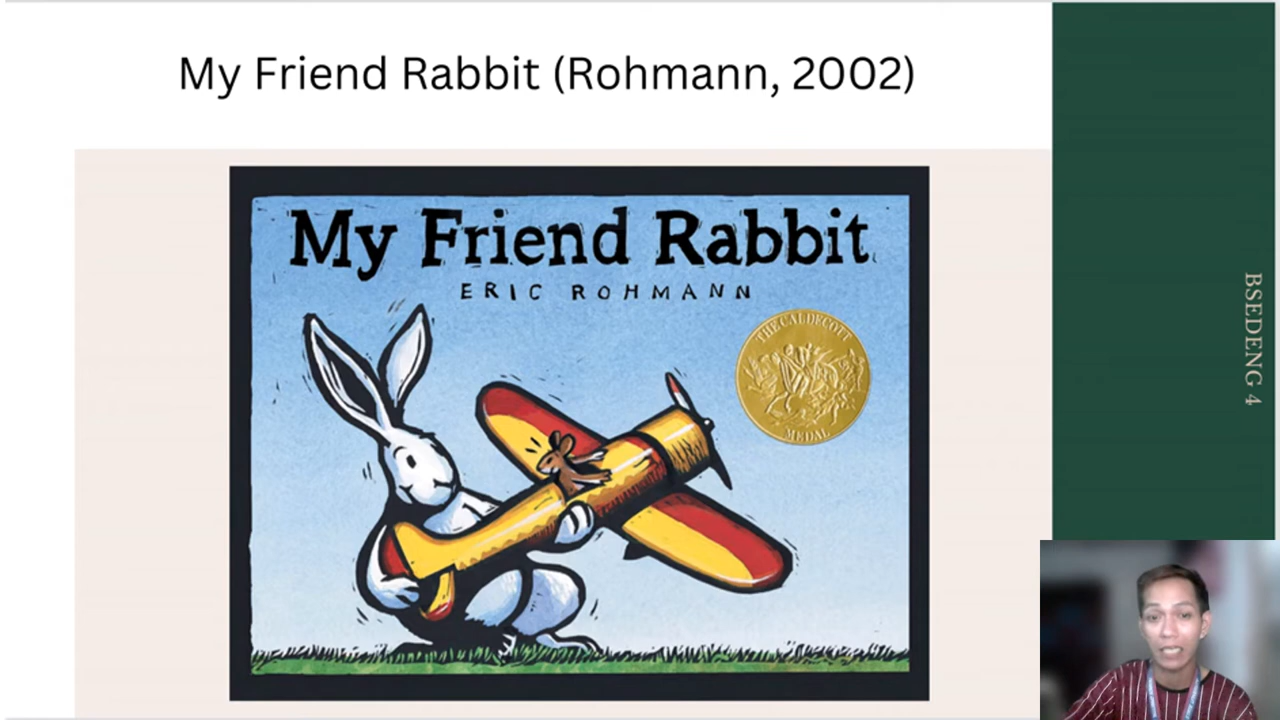 My Friend Rabbit (Rohmann, 2002)
My Friend Rabbit
ERIC ROHMANN
THE CALDECOTT
MEDAL
BSEDENG 4